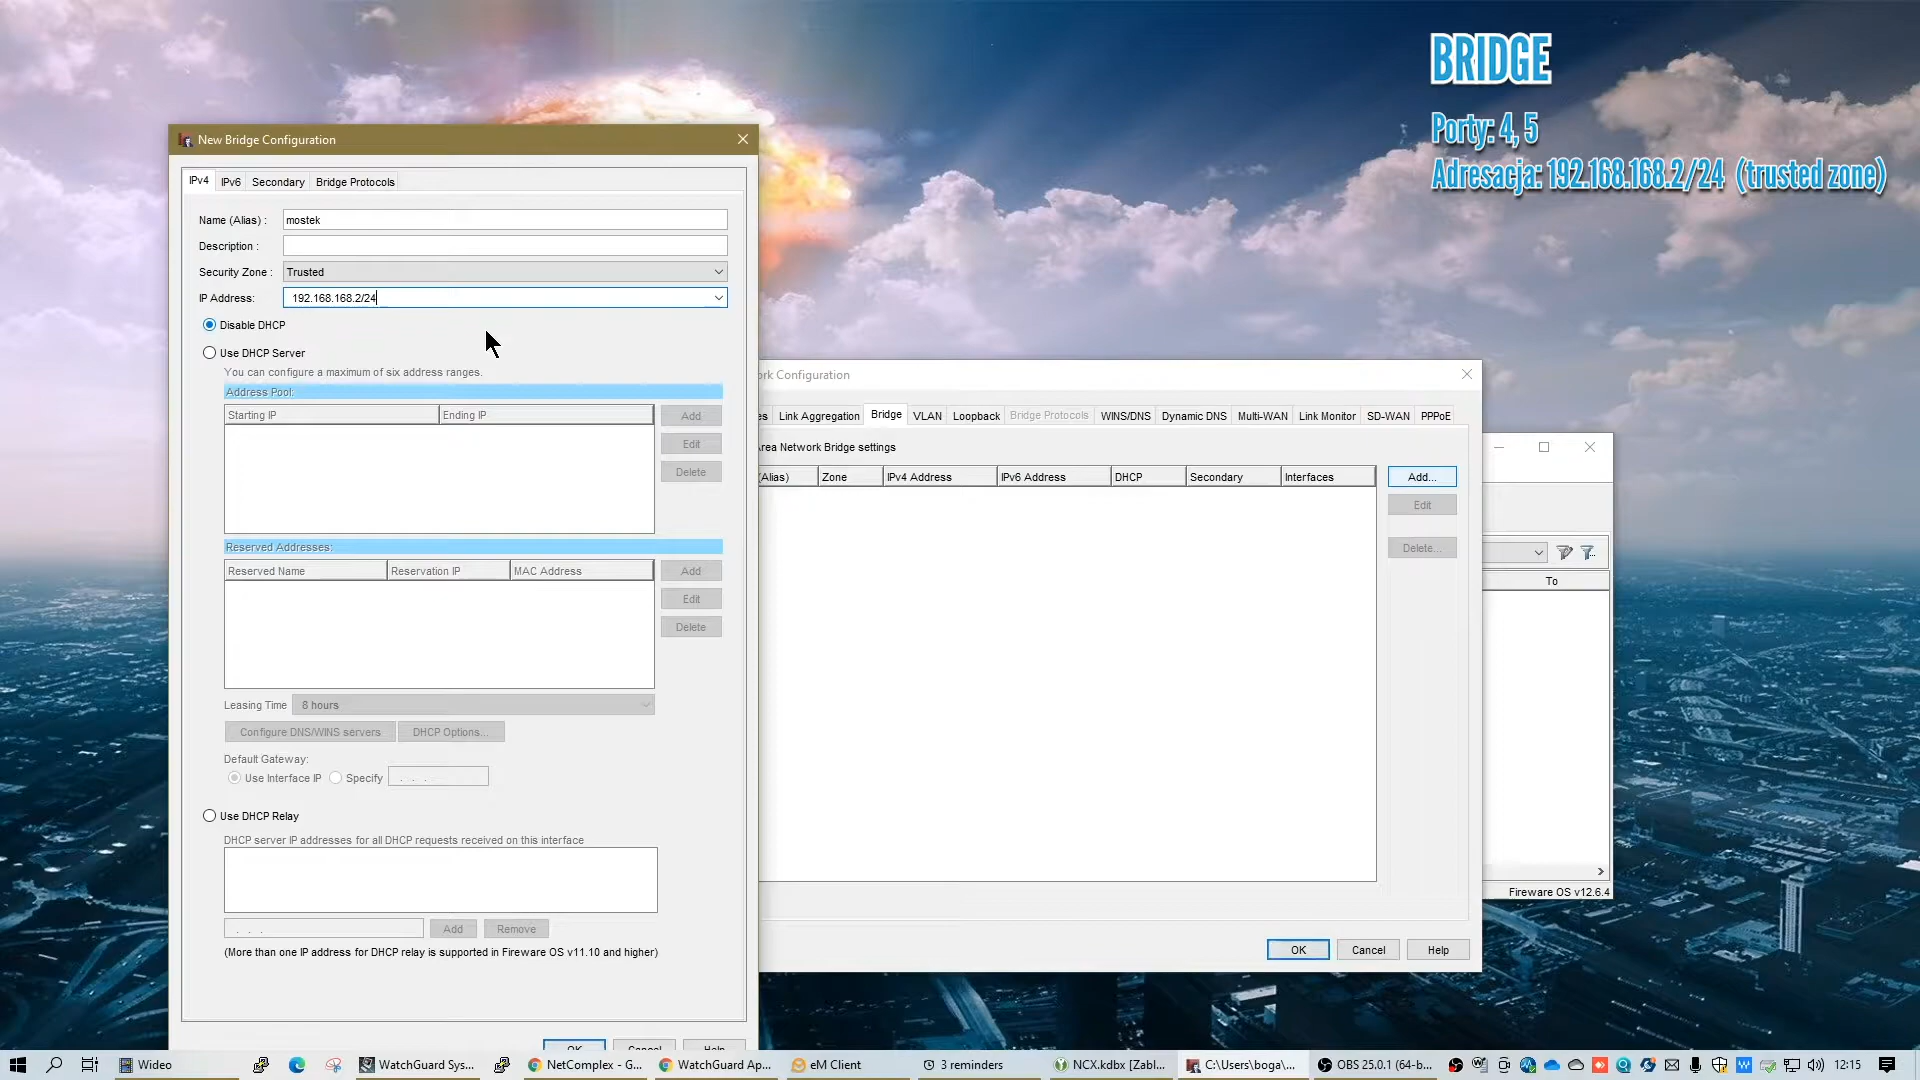 BRIDGE
Porty: 4, 5
Adresacja: 192.168.168.2/24 (trusted zone)
New Bridge Configuration
IPv4 IPv6 Secondary Bridge Protocols
Name (Alias) : mostek
Description :
Security Zone : Trusted
IP Address: 192.168.168.2/24
Disable DHCP
Use DHCP Server
You can configure a maximum of six address ranges.
Address Pool:
Starting IP Ending IP
Add
Edit
Delete
Reserved Addresses:
Reserved Name Reservation IP MAC Address
Add
Edit
Delete
Leasing Time 8 hours
Configure DNS/WINS servers DHCP Options...
Default Gateway:
Use Interface IP Specify . . .
Use DHCP Relay
DHCP server IP addresses for all DHCP requests received on this interface
. . . Add Remove
(More than one IP address for DHCP relay is supported in Fireware OS v11.10 and higher)
OK Cancel Help
rk Configuration
es Link Aggregation Bridge VLAN Loopback Bridge Protocols WINS/DNS Dynamic DNS Multi-WAN Link Monitor SD-WAN PPPoE
Area Network Bridge settings
(Alias) Zone IPv4 Address IPv6 Address DHCP Secondary Interfaces
Add...
Edit
Delete...
OK Cancel Help
To
Fireware OS v12.6.4
Wideo WatchGuard Sys... NetComplex - G... WatchGuard Ap... eM Client 3 reminders NCX.kdbx [Zabl... C:\Users\boga\... OBS 25.0.1 (64-b... 12:15